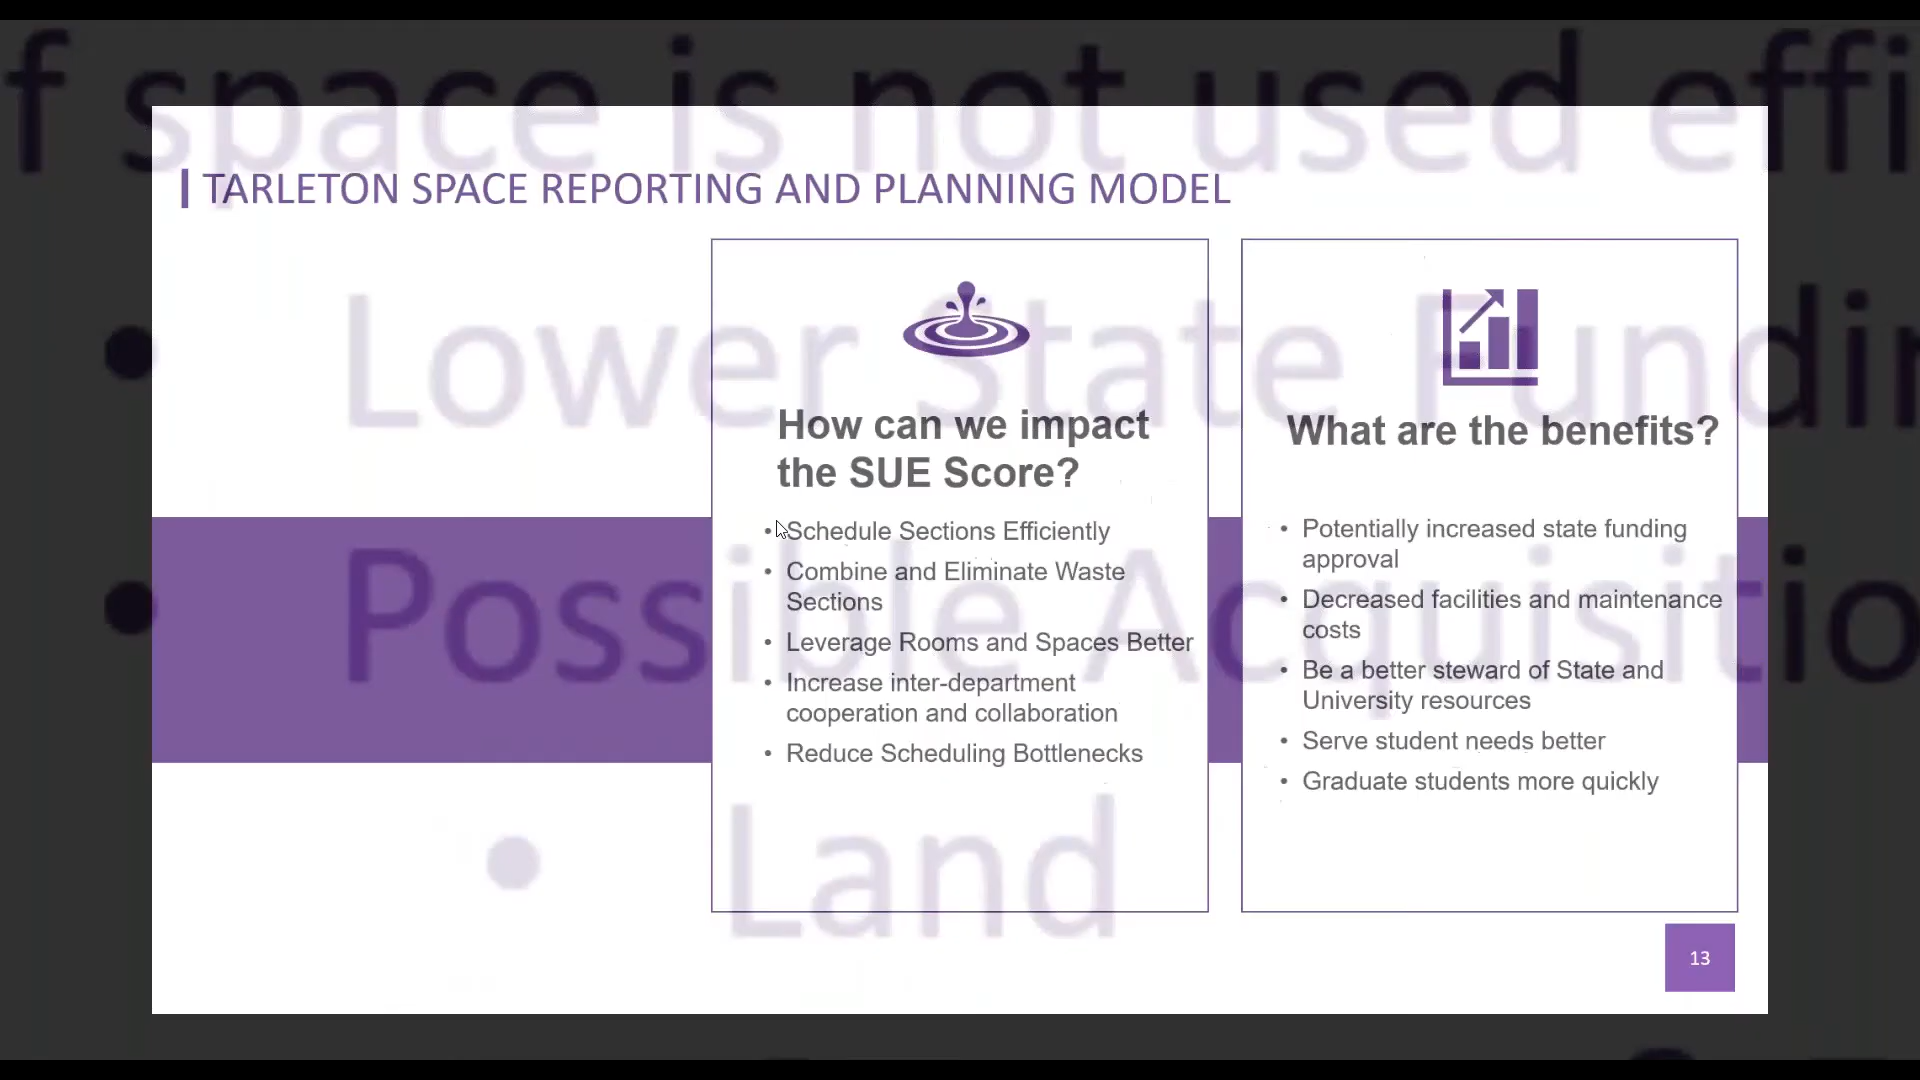 f space is not used effi
TARLETON SPACE REPORTING AND PLANNING MODEL
• Lower State Fundin
How can we impact
the SUE Score?
• Schedule Sections Efficiently
• Combine and Eliminate Waste
Sections
• Leverage Rooms and Spaces Better
• Increase inter-department
cooperation and collaboration
• Reduce Scheduling Bottlenecks
What are the benefits?
• Potentially increased state funding
approval
• Decreased facilities and maintenance
costs
• Be a better steward of State and
University resources
• Serve student needs better
• Graduate students more quickly
• Possible Acquisitio
• Land
13